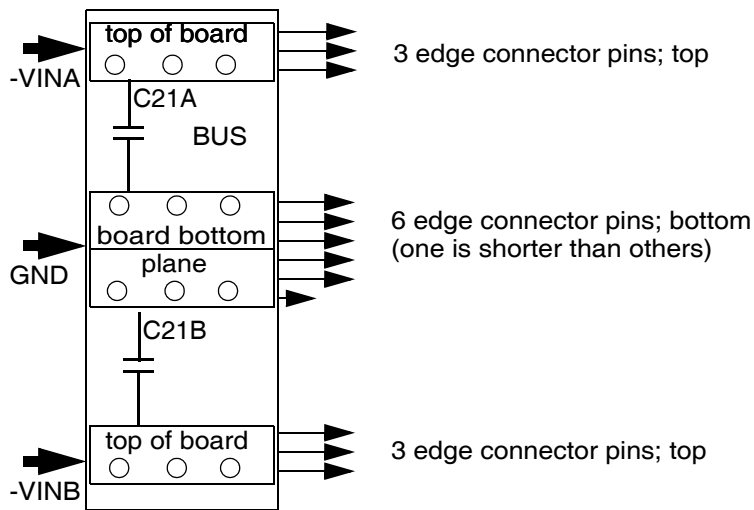 top of board
3 edge connector pins; top
-VINA
C21A
BUS
6 edge connector pins; bottom
(one is shorter than others)
board bottom
plane
GND
C21B
top of board
3 edge connector pins; top
-VINB